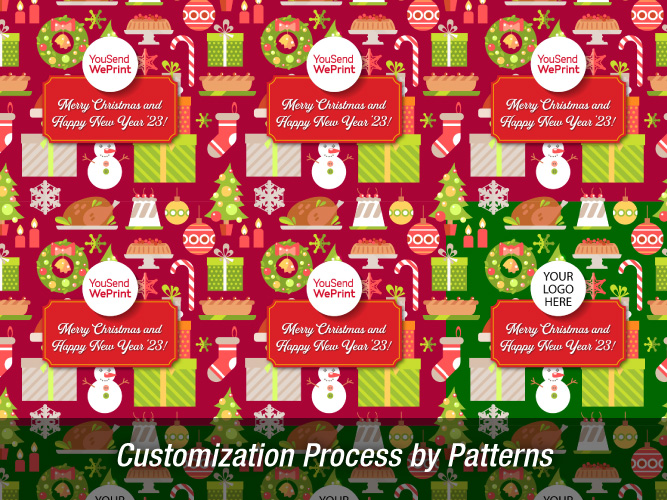 YouSend
WePrint
Merry Christmas and
Happy New Year '23!
YouSend
WePrint
Merry Christmas and
Happy New Year '23!
YouSend
WePrint
Merry Christmas and
Happy New Year '23!
YouSend
WePrint
Merry Christmas and
Happy New Year '23!
YouSend
WePrint
Merry Christmas and
Happy New Year '23!
YOUR
LOGO
HERE
Merry Christmas and
Happy New Year '23!
Customization Process by Patterns
YOUR
YOUR
YOUR